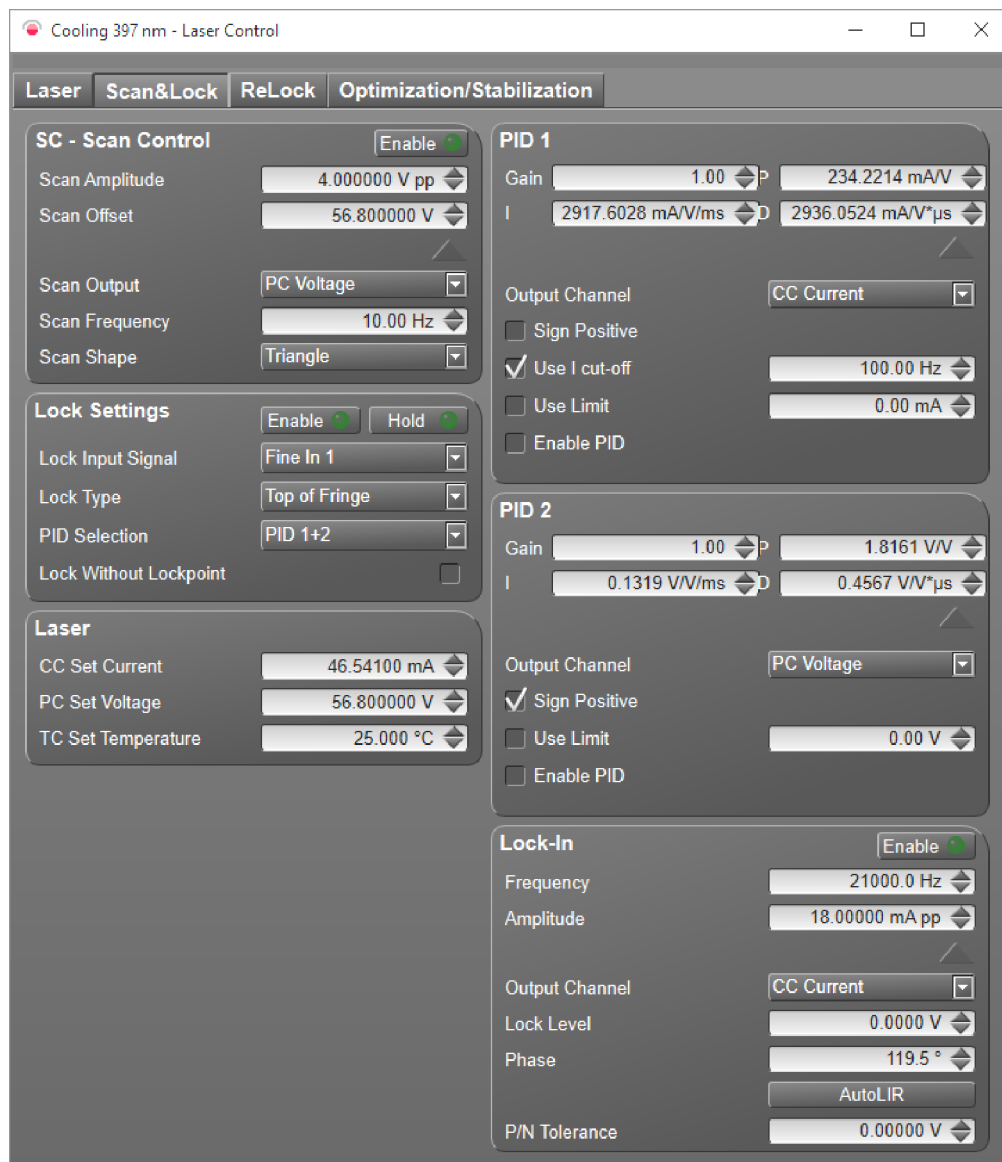 Cooling 397 nm - Laser Control
Laser
Scan&Lock
ReLock
Optimization/Stabilization
SC - Scan Control
Enable
Scan Amplitude
4.000000 V pp
Scan Offset
56.800000 V
Scan Output
PC Voltage
Scan Frequency
10.00 Hz
Scan Shape
Triangle
Lock Settings
Enable
Hold
Lock Input Signal
Fine In 1
Lock Type
Top of Fringe
PID Selection
PID 1+2
Lock Without Lockpoint
Laser
CC Set Current
46.54100 mA
PC Set Voltage
56.800000 V
TC Set Temperature
25.000 °C
PID 1
Gain
1.00
P
234.2214 mA/V
I
2917.6028 mA/V/ms
D
2936.0524 mA/V*µs
Output Channel
CC Current
Sign Positive
Use I cut-off
100.00 Hz
Use Limit
0.00 mA
Enable PID
PID 2
Gain
1.00
P
1.8161 V/V
I
0.1319 V/V/ms
D
0.4567 V/V*µs
Output Channel
PC Voltage
Sign Positive
Use Limit
0.00 V
Enable PID
Lock-In
Enable
Frequency
21000.0 Hz
Amplitude
18.00000 mA pp
Output Channel
CC Current
Lock Level
0.0000 V
Phase
119.5 °
AutoLIR
P/N Tolerance
0.00000 V